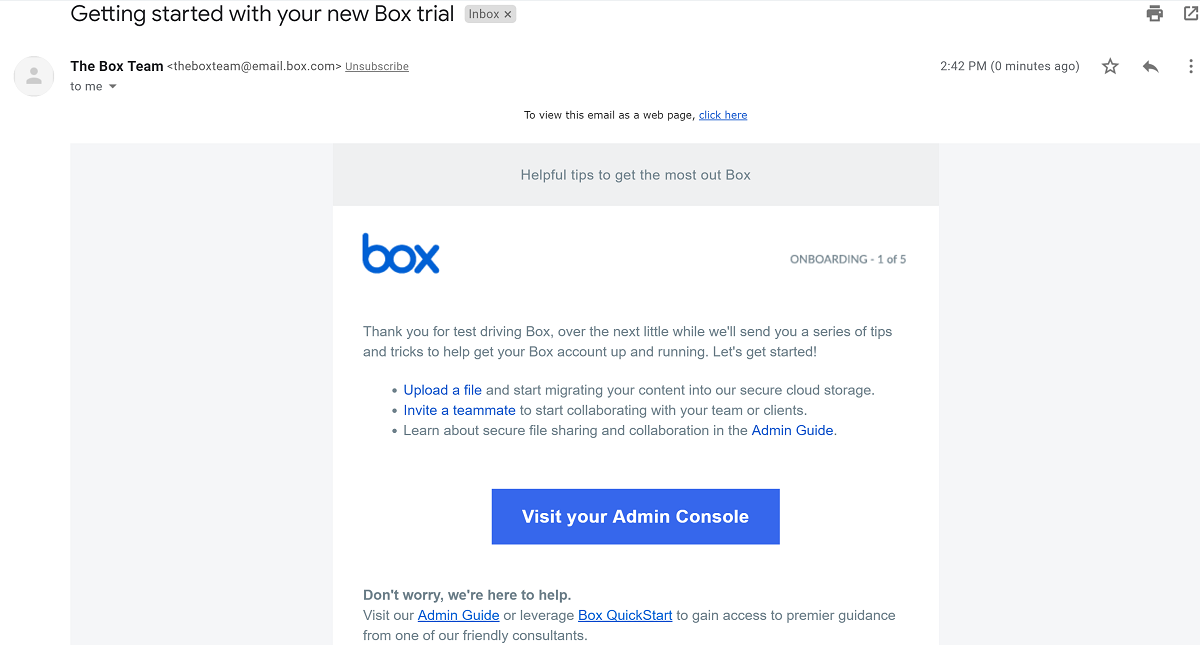 Getting started with your new Box trial Inbox ×
The Box Team <theboxteam@email.box.com> Unsubscribe 2:42 PM (0 minutes ago)
to me
To view this email as a web page, click here
Helpful tips to get the most out Box
box
ONBOARDING - 1 of 5
Thank you for test driving Box, over the next little while we'll send you a series of tips
and tricks to help get your Box account up and running. Let's get started!
• Upload a file and start migrating your content into our secure cloud storage.
• Invite a teammate to start collaborating with your team or clients.
• Learn about secure file sharing and collaboration in the Admin Guide.
Visit your Admin Console
Don't worry, we're here to help.
Visit our Admin Guide or leverage Box QuickStart to gain access to premier guidance
from one of our friendly consultants.